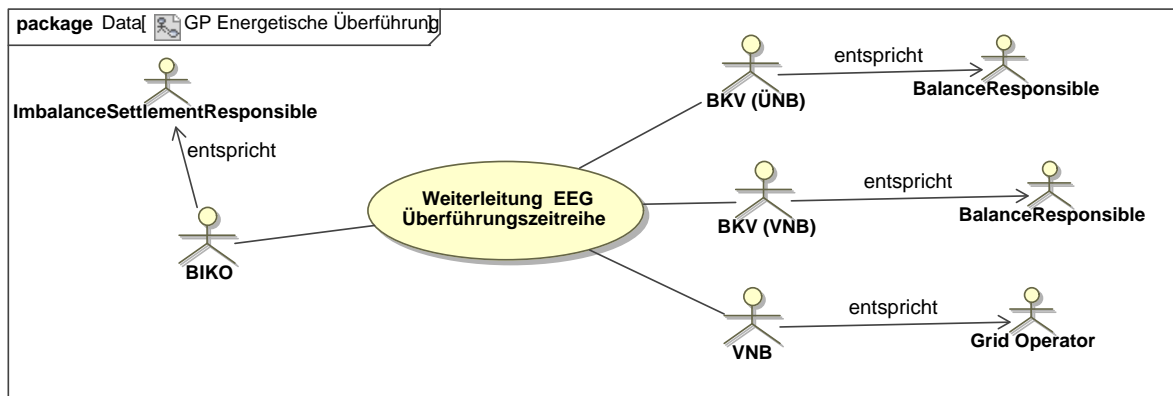 package Data[ GP Energetische Überführung]
entspricht
BKV (ÜNB)
BalanceResponsible
ImbalanceSettlementResponsible
entspricht
Weiterleitung EEG
Überführungszeitreihe
entspricht
BKV (VNB)
BalanceResponsible
BIKO
entspricht
VNB
Grid Operator